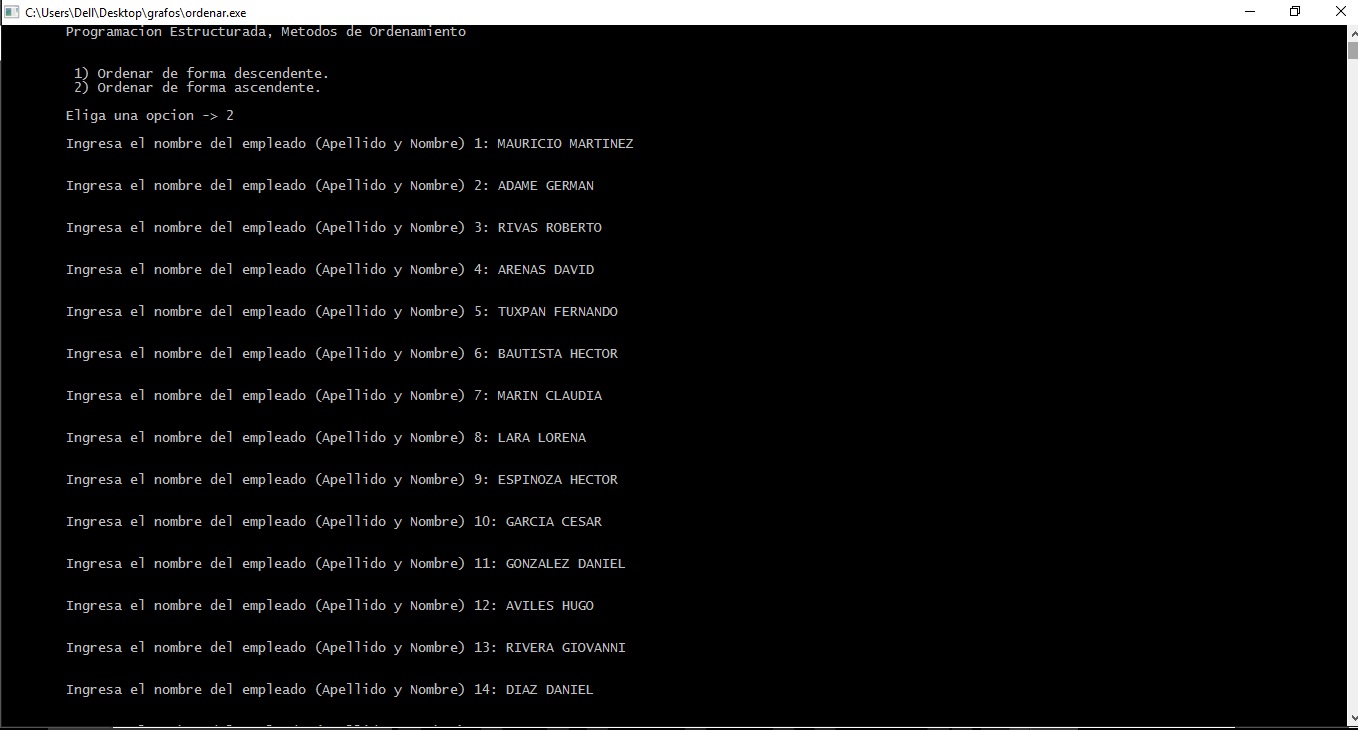 C:\Users\Dell\Desktop\grafos\ordenar.exe
Programacion Estructurada, Metodos de Ordenamiento
1) Ordenar de forma descendente.
2) Ordenar de forma ascendente.
Eliga una opcion -> 2
Ingresa el nombre del empleado (Apellido y Nombre) 1: MAURICIO MARTINEZ
Ingresa el nombre del empleado (Apellido y Nombre) 2: ADAME GERMAN
Ingresa el nombre del empleado (Apellido y Nombre) 3: RIVAS ROBERTO
Ingresa el nombre del empleado (Apellido y Nombre) 4: ARENAS DAVID
Ingresa el nombre del empleado (Apellido y Nombre) 5: TUXPAN FERNANDO
Ingresa el nombre del empleado (Apellido y Nombre) 6: BAUTISTA HECTOR
Ingresa el nombre del empleado (Apellido y Nombre) 7: MARIN CLAUDIA
Ingresa el nombre del empleado (Apellido y Nombre) 8: LARA LORENA
Ingresa el nombre del empleado (Apellido y Nombre) 9: ESPINOZA HECTOR
Ingresa el nombre del empleado (Apellido y Nombre) 10: GARCIA CESAR
Ingresa el nombre del empleado (Apellido y Nombre) 11: GONZALEZ DANIEL
Ingresa el nombre del empleado (Apellido y Nombre) 12: AVILES HUGO
Ingresa el nombre del empleado (Apellido y Nombre) 13: RIVERA GIOVANNI
Ingresa el nombre del empleado (Apellido y Nombre) 14: DIAZ DANIEL